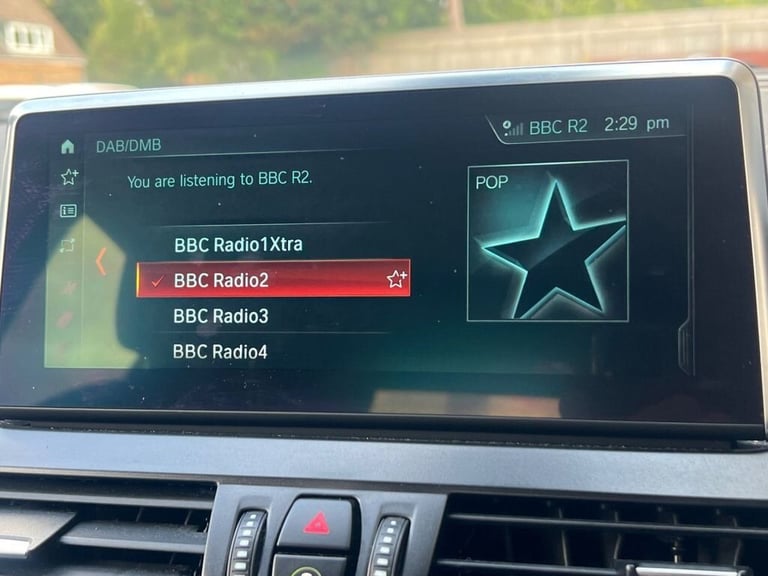 BBC R2 2:29 pm
DAB/DMB
You are listening to BBC R2.
POP
BBC Radio1Xtra
BBC Radio2
BBC Radio3
BBC Radio4